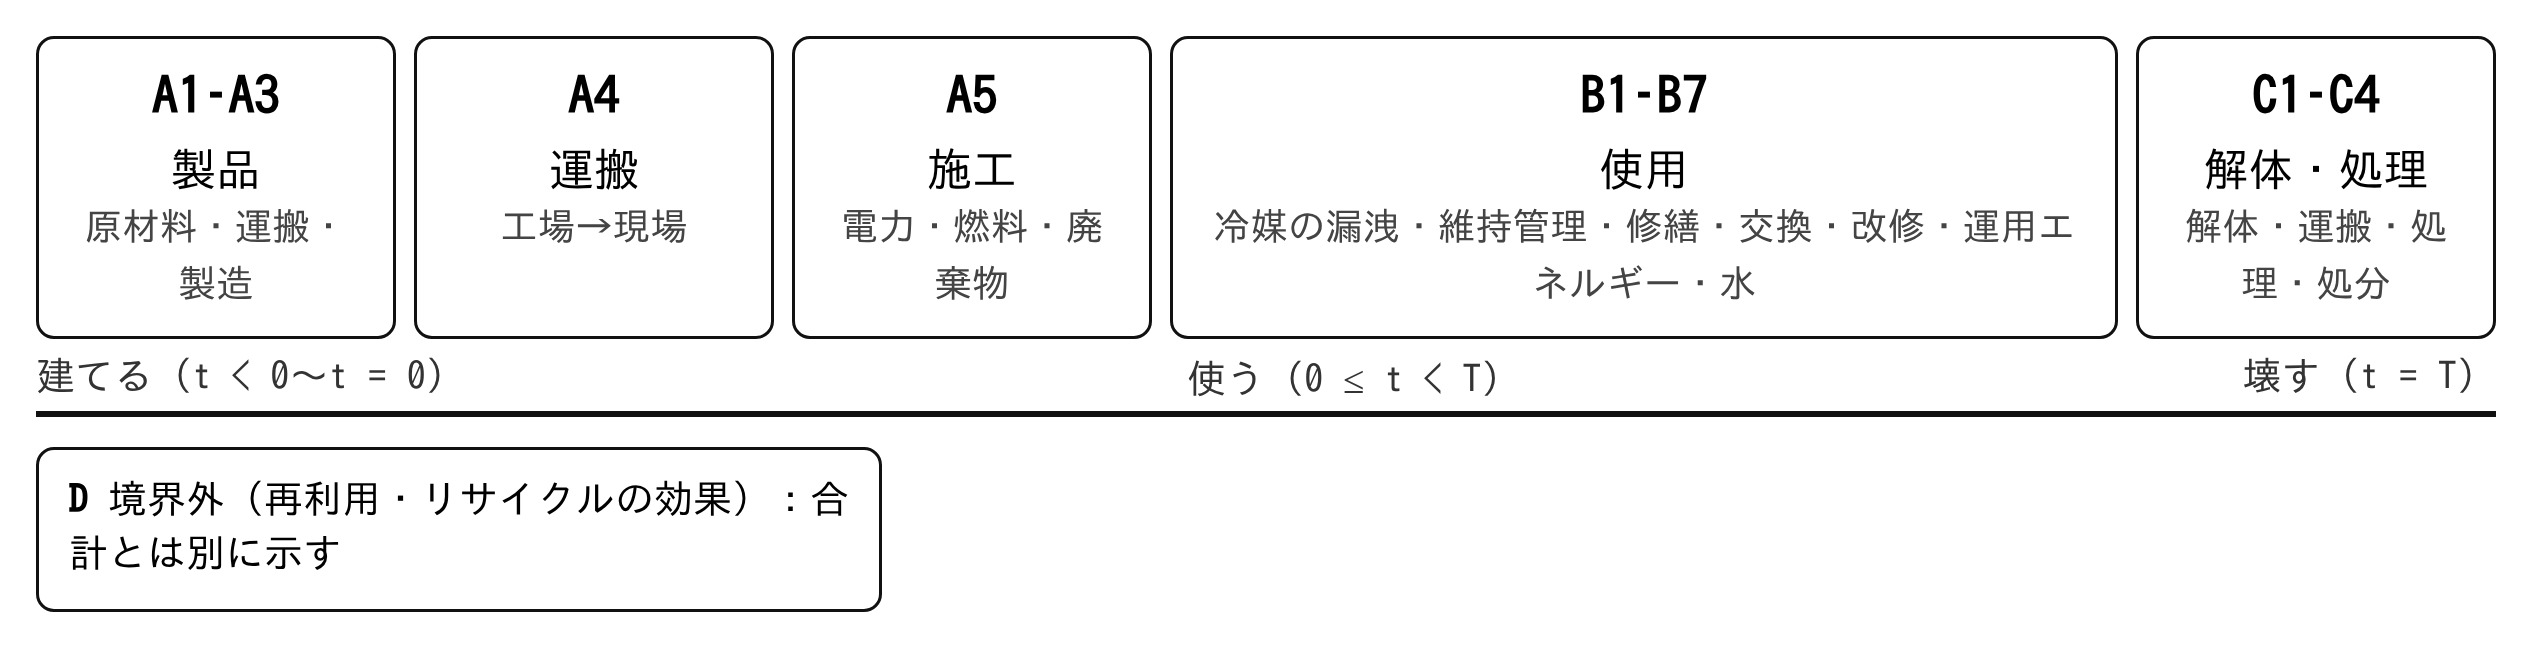 A1-A3
製品
原材料・運搬・
製造
A4
運搬
工場→現場
A5
施工
電力・燃料・廃
棄物
B1-B7
使用
冷媒の漏洩・維持管理・修繕・交換・改修・運用エ
ネルギー・水
C1-C4
解体・処理
解体・運搬・処
理・処分
建てる（t < 0〜t = 0）
使う（0 ≤ t < T）
壊す（t = T）
D 境界外（再利用・リサイクルの効果）：合
計とは別に示す